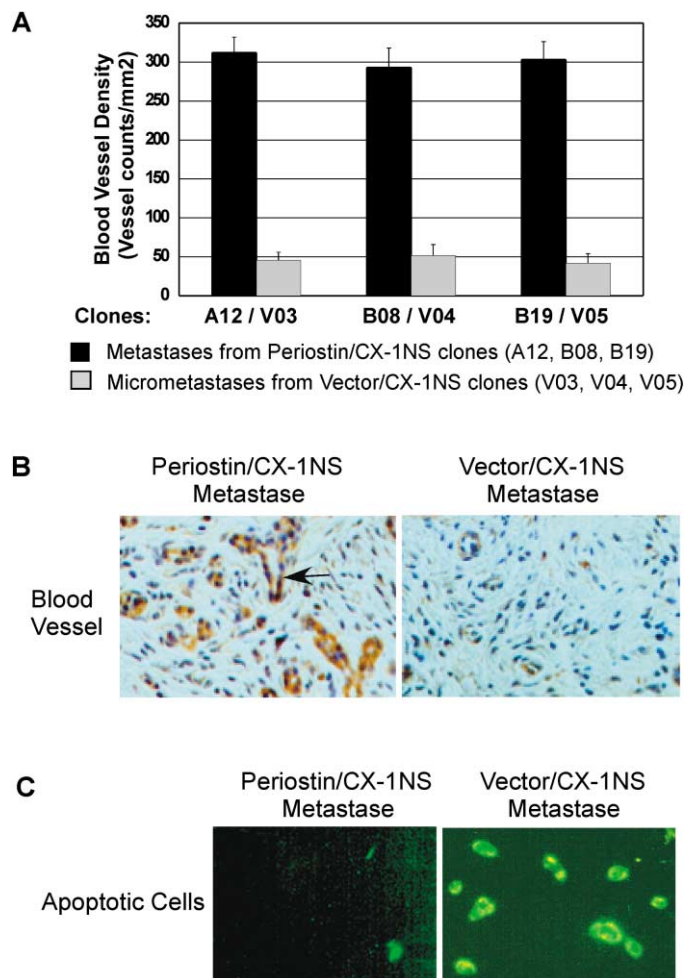 A
Blood Vessel Density
(Vessel counts/mm2)
350
300
250
200
150
100
50
0
Clones:
A12 / V03
B08 / V04
B19 / V05
Metastases from Periostin/CX-1NS clones (A12, B08, B19)
Micrometastases from Vector/CX-1NS clones (V03, V04, V05)
B
Periostin/CX-1NS
Metastase
Vector/CX-1NS
Metastase
Blood
Vessel
C
Periostin/CX-1NS
Metastase
Vector/CX-1NS
Metastase
Apoptotic Cells